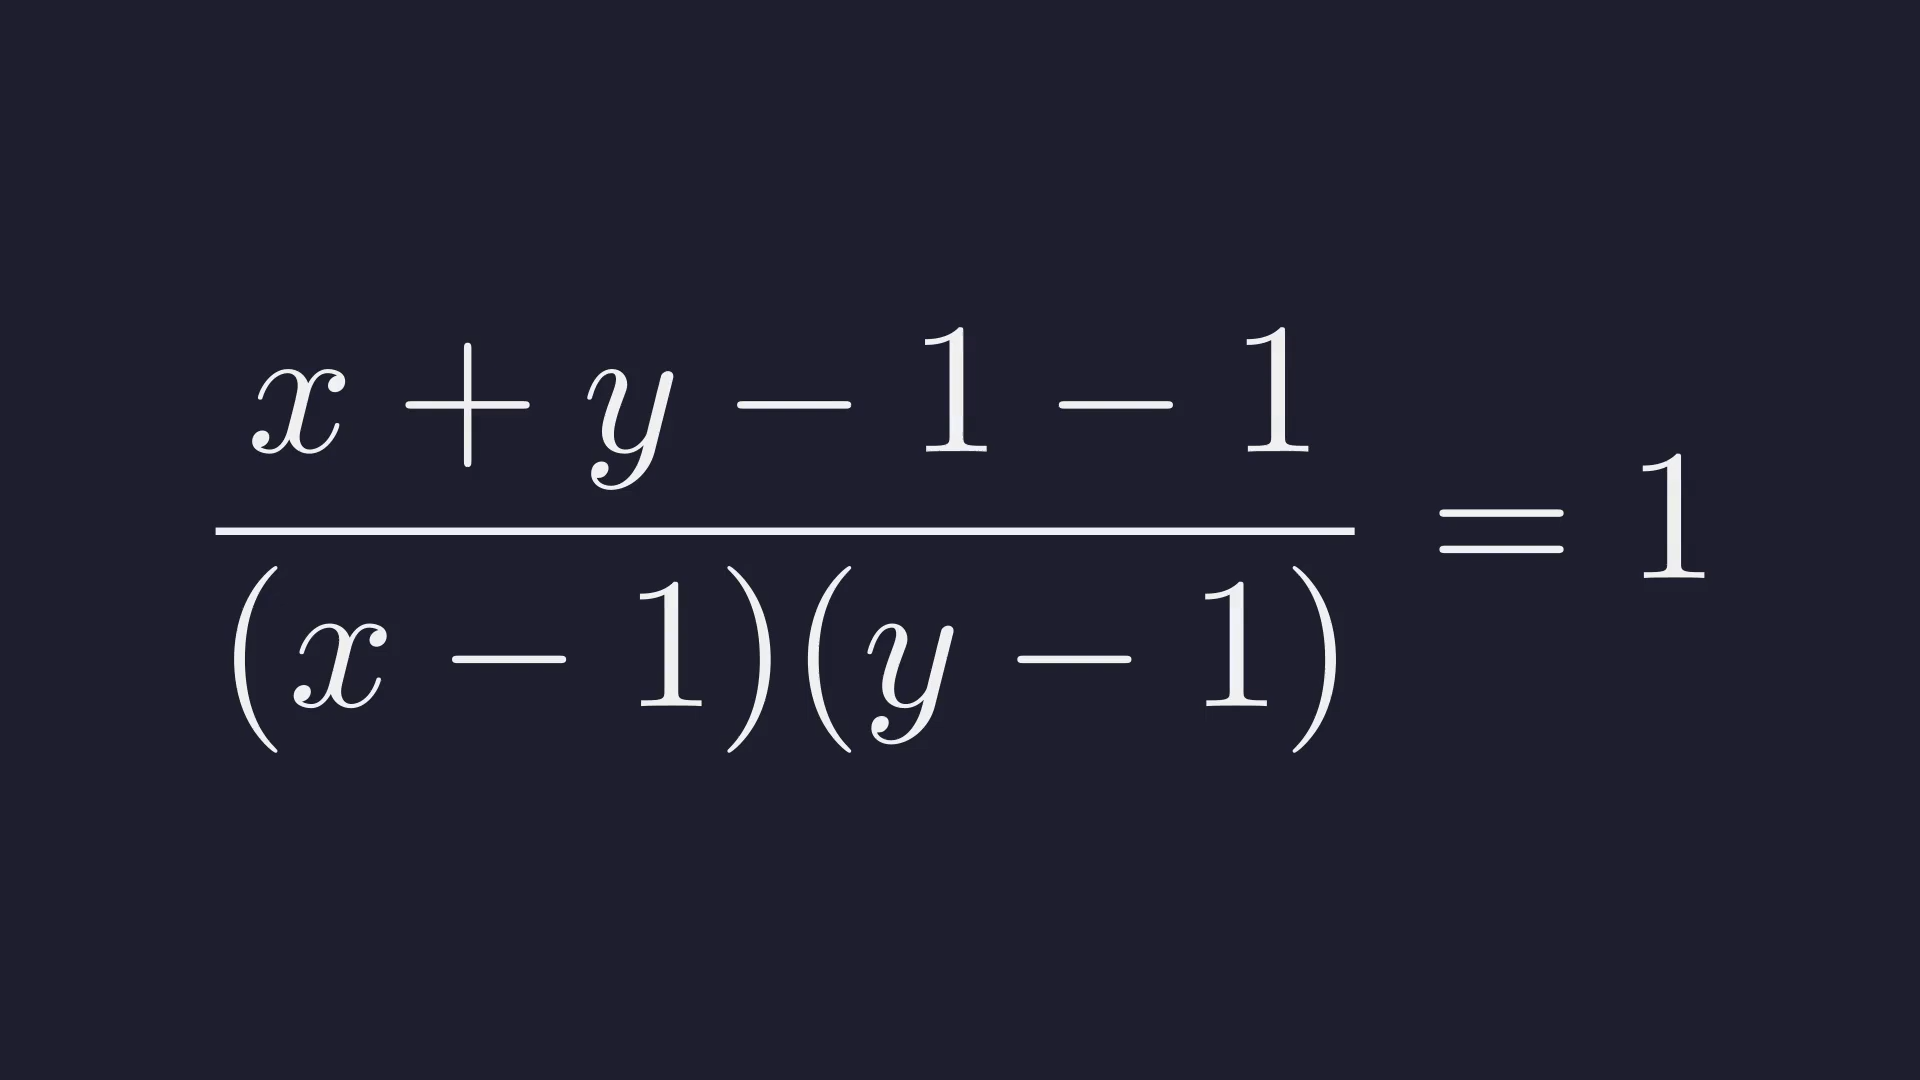 x + y − 1 − 1
(x − 1)(y − 1)
= 1